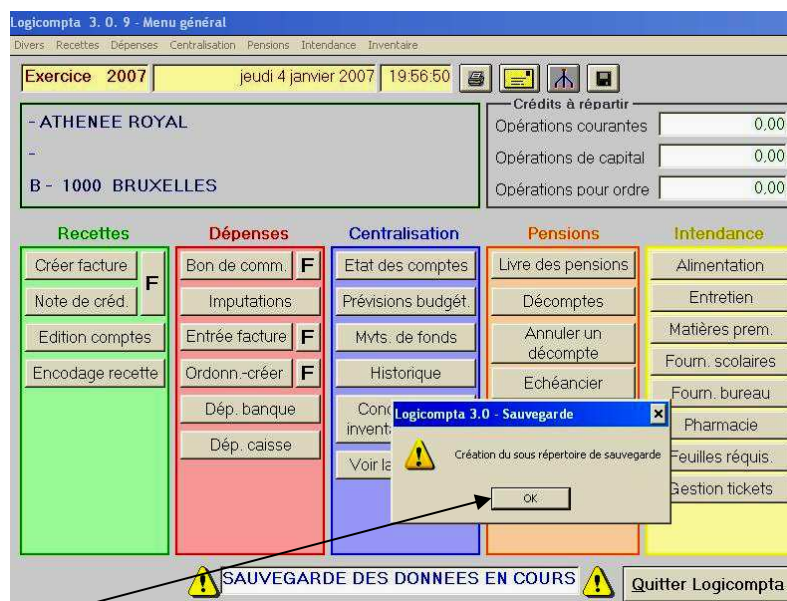 Logicompta 3. 0. 9 - Menu général
Divers Recettes Dépenses Centralisation Pensions Intendance Inventaire
Exercice 2007 jeudi 4 janvier 2007 19:56:50
- ATHENEE ROYAL
-
B - 1000 BRUXELLES
Crédits à répartir
Opérations courantes 0,00
Opérations de capital 0,00
Opérations pour ordre 0,00
Recettes
Créer facture
F
Note de créd.
Edition comptes
Encodage recette
Dépenses
Bon de comm. F
Imputations
Entrée facture F
Ordonn.-créer F
Dép. banque
Dép. caisse
Centralisation
Etat des comptes
Prévisions budgét.
Mvts. de fonds
Historique
Conc
invent
Voir la
Pensions
Livre des pensions
Décomptes
Annuler un
décompte
Echéancier
Intendance
Alimentation
Entretien
Matières prem.
Fourn. scolaires
Fourn. bureau
Pharmacie
Feuilles réquis.
Gestion tickets
Logicompta 3.0 - Sauvegarde
Création du sous répertoire de sauvegarde
OK
SAUVEGARDE DES DONNEES EN COURS
Quitter Logicompta